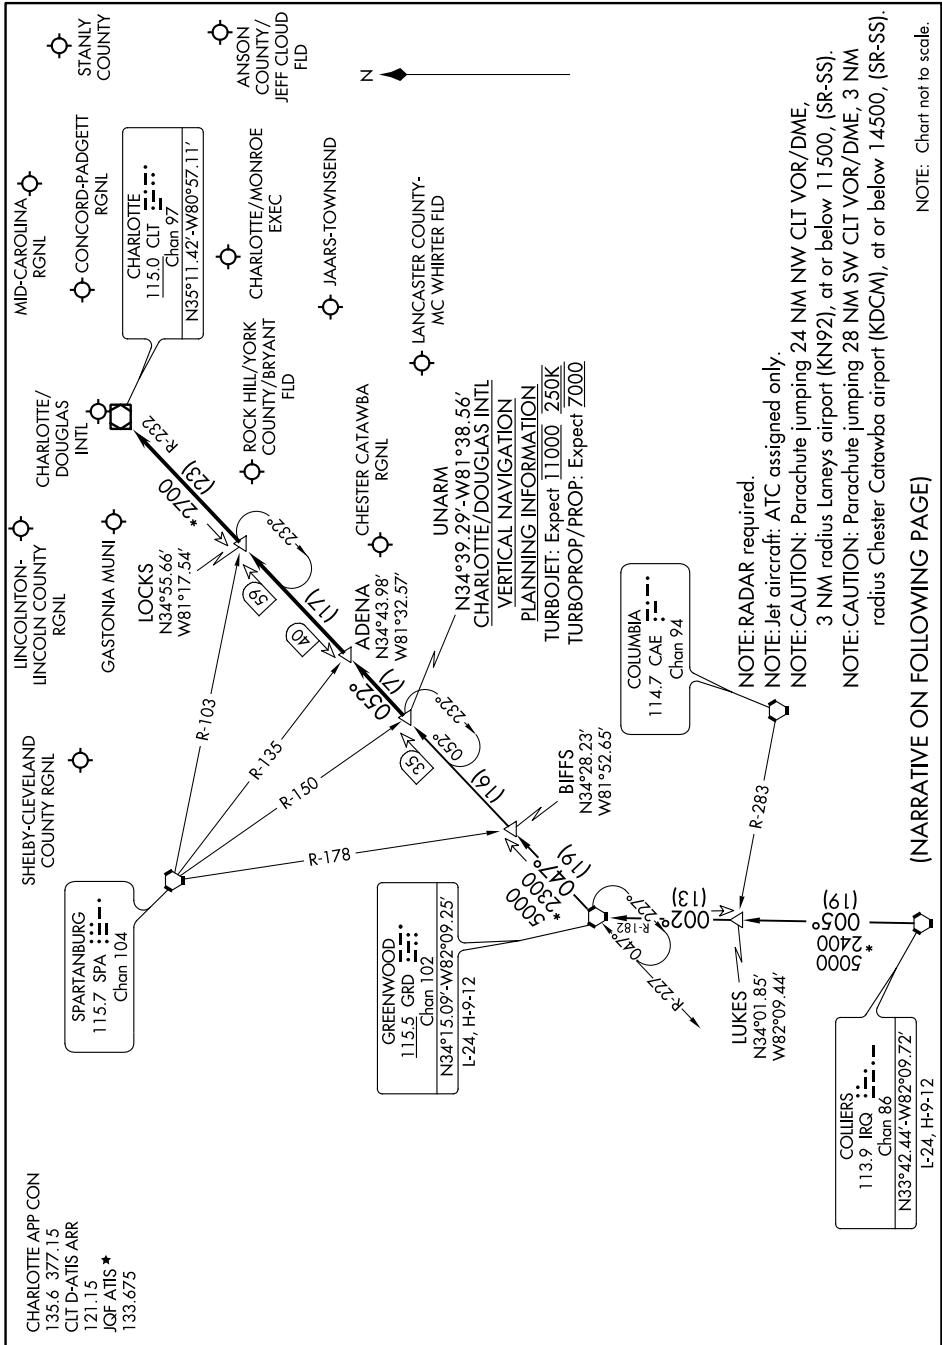 CHARLOTTE APP CON
135.6 377.15
CLT D-ATIS ARR
121.15
JQF ATIS ★
133.675
SHELBY-CLEVELAND
COUNTY RGNL
LINCOLNTON-
LINCOLN COUNTY
RGNL
GASTONIA MUNI
CHARLOTTE/
DOUGLAS
INTL
MID-CAROLINA
RGNL
CONCORD-PADGETT
RGNL
STANLY
COUNTY
ANSON
COUNTY/
JEFF CLOUD
FLD
CHARLOTTE
115.0 CLT
Chan 97
N35°11.42'-W80°57.11'
CHARLOTTE/MONROE
EXEC
JAARS-TOWNSEND
LANCASTER COUNTY-
MC WHIRTER FLD
ROCK HILL/YORK
COUNTY/BRYANT
FLD
CHESTER CATAWBA
RGNL
N
R-232
(23)
*2700
LOCKS
N34°55.66'
W81°17.54'
232°
59
(17)
40
ADENA
N34°43.98'
W81°32.57'
(7)
052°
35
052°
232°
UNARM
N34°39.29'-W81°38.56'
CHARLOTTE/DOUGLAS INTL
VERTICAL NAVIGATION
PLANNING INFORMATION
TURBOJET: Expect 11000 250K
TURBOPROP/PROP: Expect 7000
SPARTANBURG
115.7 SPA
Chan 104
R-103
R-135
R-150
R-178
(16)
BIFFS
N34°28.23'
W81°52.65'
(19)
047°
*2300
5000
GREENWOOD
115.5 GRD
Chan 102
N34°15.09'-W82°09.25'
L-24, H-9-12
227°
047°
R-182
R-227
002°
(13)
LUKES
N34°01.85'
W82°09.44'
COLUMBIA
114.7 CAE
Chan 94
R-283
005°
(19)
*2400
5000
COLLIERS
113.9 IRQ
Chan 86
N33°42.44'-W82°09.72'
L-24, H-9-12
NOTE: RADAR required.
NOTE: Jet aircraft: ATC assigned only.
NOTE: CAUTION: Parachute jumping 24 NM NW CLT VOR/DME,
3 NM radius Laneys airport (KN92), at or below 11500, (SR-SS).
NOTE: CAUTION: Parachute jumping 28 NM SW CLT VOR/DME, 3 NM
radius Chester Catawba airport (KDCM), at or below 14500, (SR-SS).
(NARRATIVE ON FOLLOWING PAGE)
NOTE: Chart not to scale.